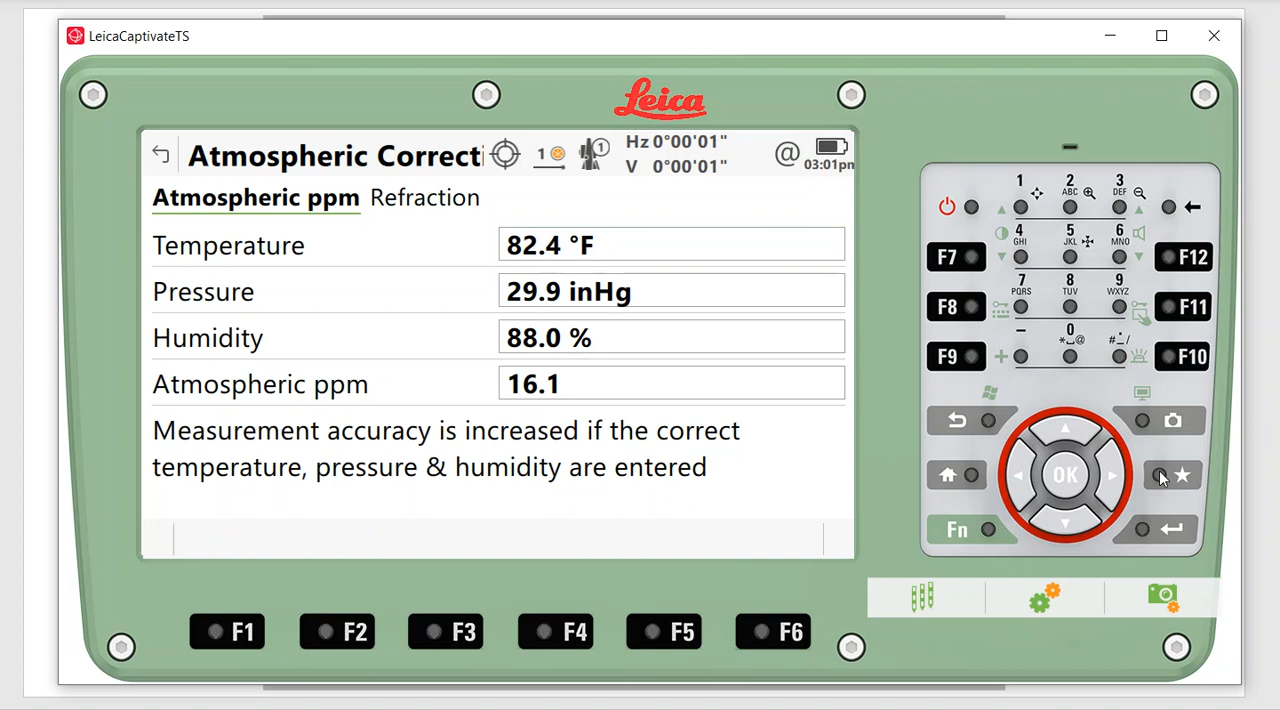 LeicaCaptivateTS
Leica
Atmospheric Correcti
1
1
Hz 0°00'01"
V 0°00'01"
@
03:01pm
Atmospheric ppm Refraction
Temperature 82.4 °F
Pressure 29.9 inHg
Humidity 88.0 %
Atmospheric ppm 16.1
Measurement accuracy is increased if the correct
temperature, pressure & humidity are entered
1 2 ABC 3 DEF
4 GHI 5 JKL 6 MNO
F7 F12
7 PQRS 8 TUV 9 WXYZ
F8 F11
- 0 *␣@ #./
F9 + F10
OK
Fn
F1 F2 F3 F4 F5 F6